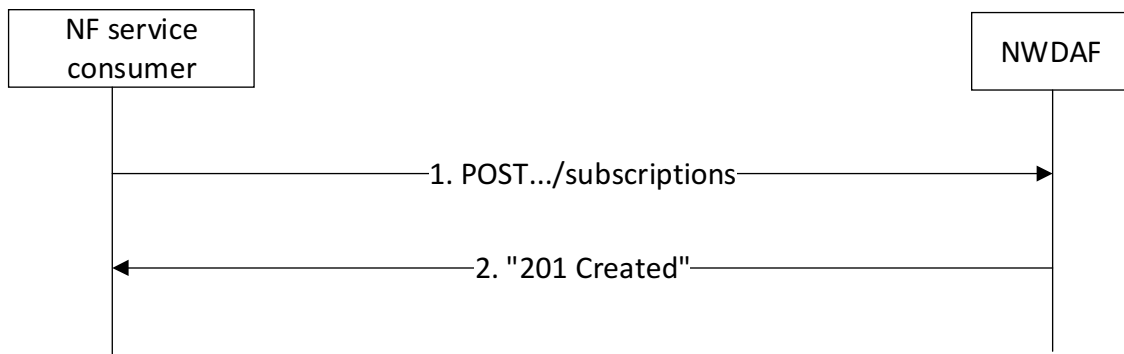 NF service
consumer
NWDAF
1. POST.../subscriptions
2. "201 Created"